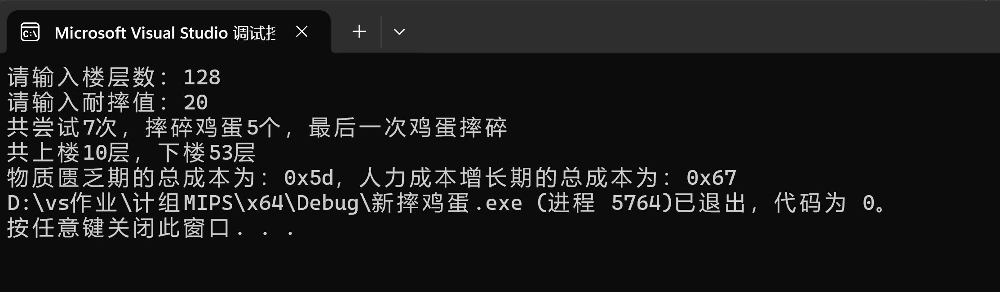 Microsoft Visual Studio 调试
请输入楼层数：128
请输入耐摔值：20
共尝试7次，摔碎鸡蛋5个，最后一次鸡蛋摔碎
共上楼10层，下楼53层
物质匮乏期的总成本为：0x5d，人力成本增长期的总成本为：0x67
D:\vs作业\计组MIPS\x64\Debug\新摔鸡蛋.exe (进程 5764)已退出，代码为 0。
按任意键关闭此窗口. . .